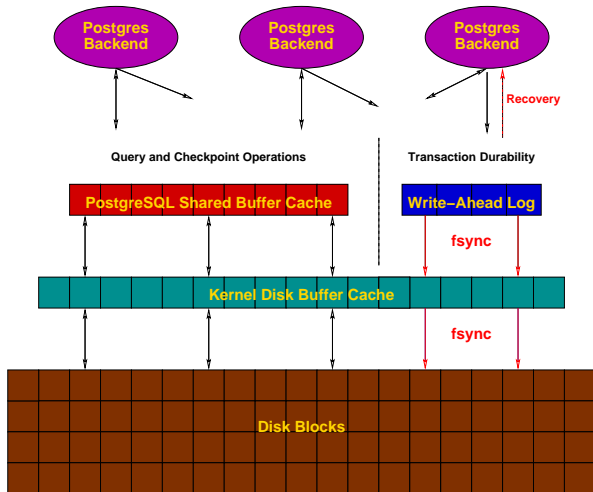 Postgres
Backend
Postgres
Backend
Postgres
Backend
Recovery
Query and Checkpoint Operations
Transaction Durability
PostgreSQL Shared Buffer Cache
Write−Ahead Log
fsync
Kernel Disk Buffer Cache
fsync
Disk Blocks